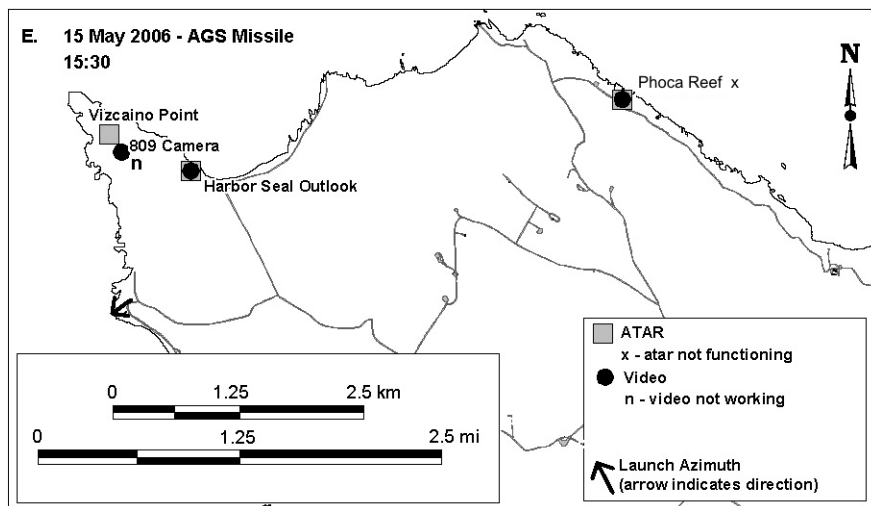 E. 15 May 2006 - AGS Missile
15:30
N
Phoca Reef x
Vizcaino Point
809 Camera
n
Harbor Seal Outlook
ATAR
x - atar not functioning
Video
n - video not working
Launch Azimuth
(arrow indicates direction)
0 1.25 2.5 km
0 1.25 2.5 mi